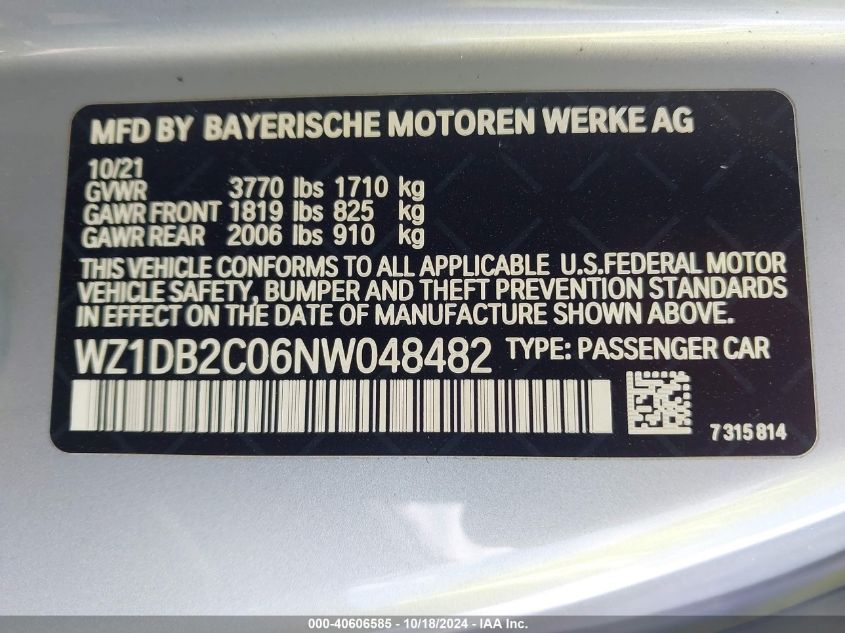 MFD BY BAYERISCHE MOTOREN WERKE AG
10/21
GVWR 3770 lbs 1710 kg
GAWR FRONT 1819 lbs 825 kg
GAWR REAR 2006 lbs 910 kg
THIS VEHICLE CONFORMS TO ALL APPLICABLE U.S.FEDERAL MOTOR
VEHICLE SAFETY, BUMPER AND THEFT PREVENTION STANDARDS
IN EFFECT ON THE DATE OF MANUFACTURE SHOWN ABOVE.
WZ1DB2C06NW048482 TYPE: PASSENGER CAR
7315814
000-40606585 - 10/18/2024 - IAA Inc.